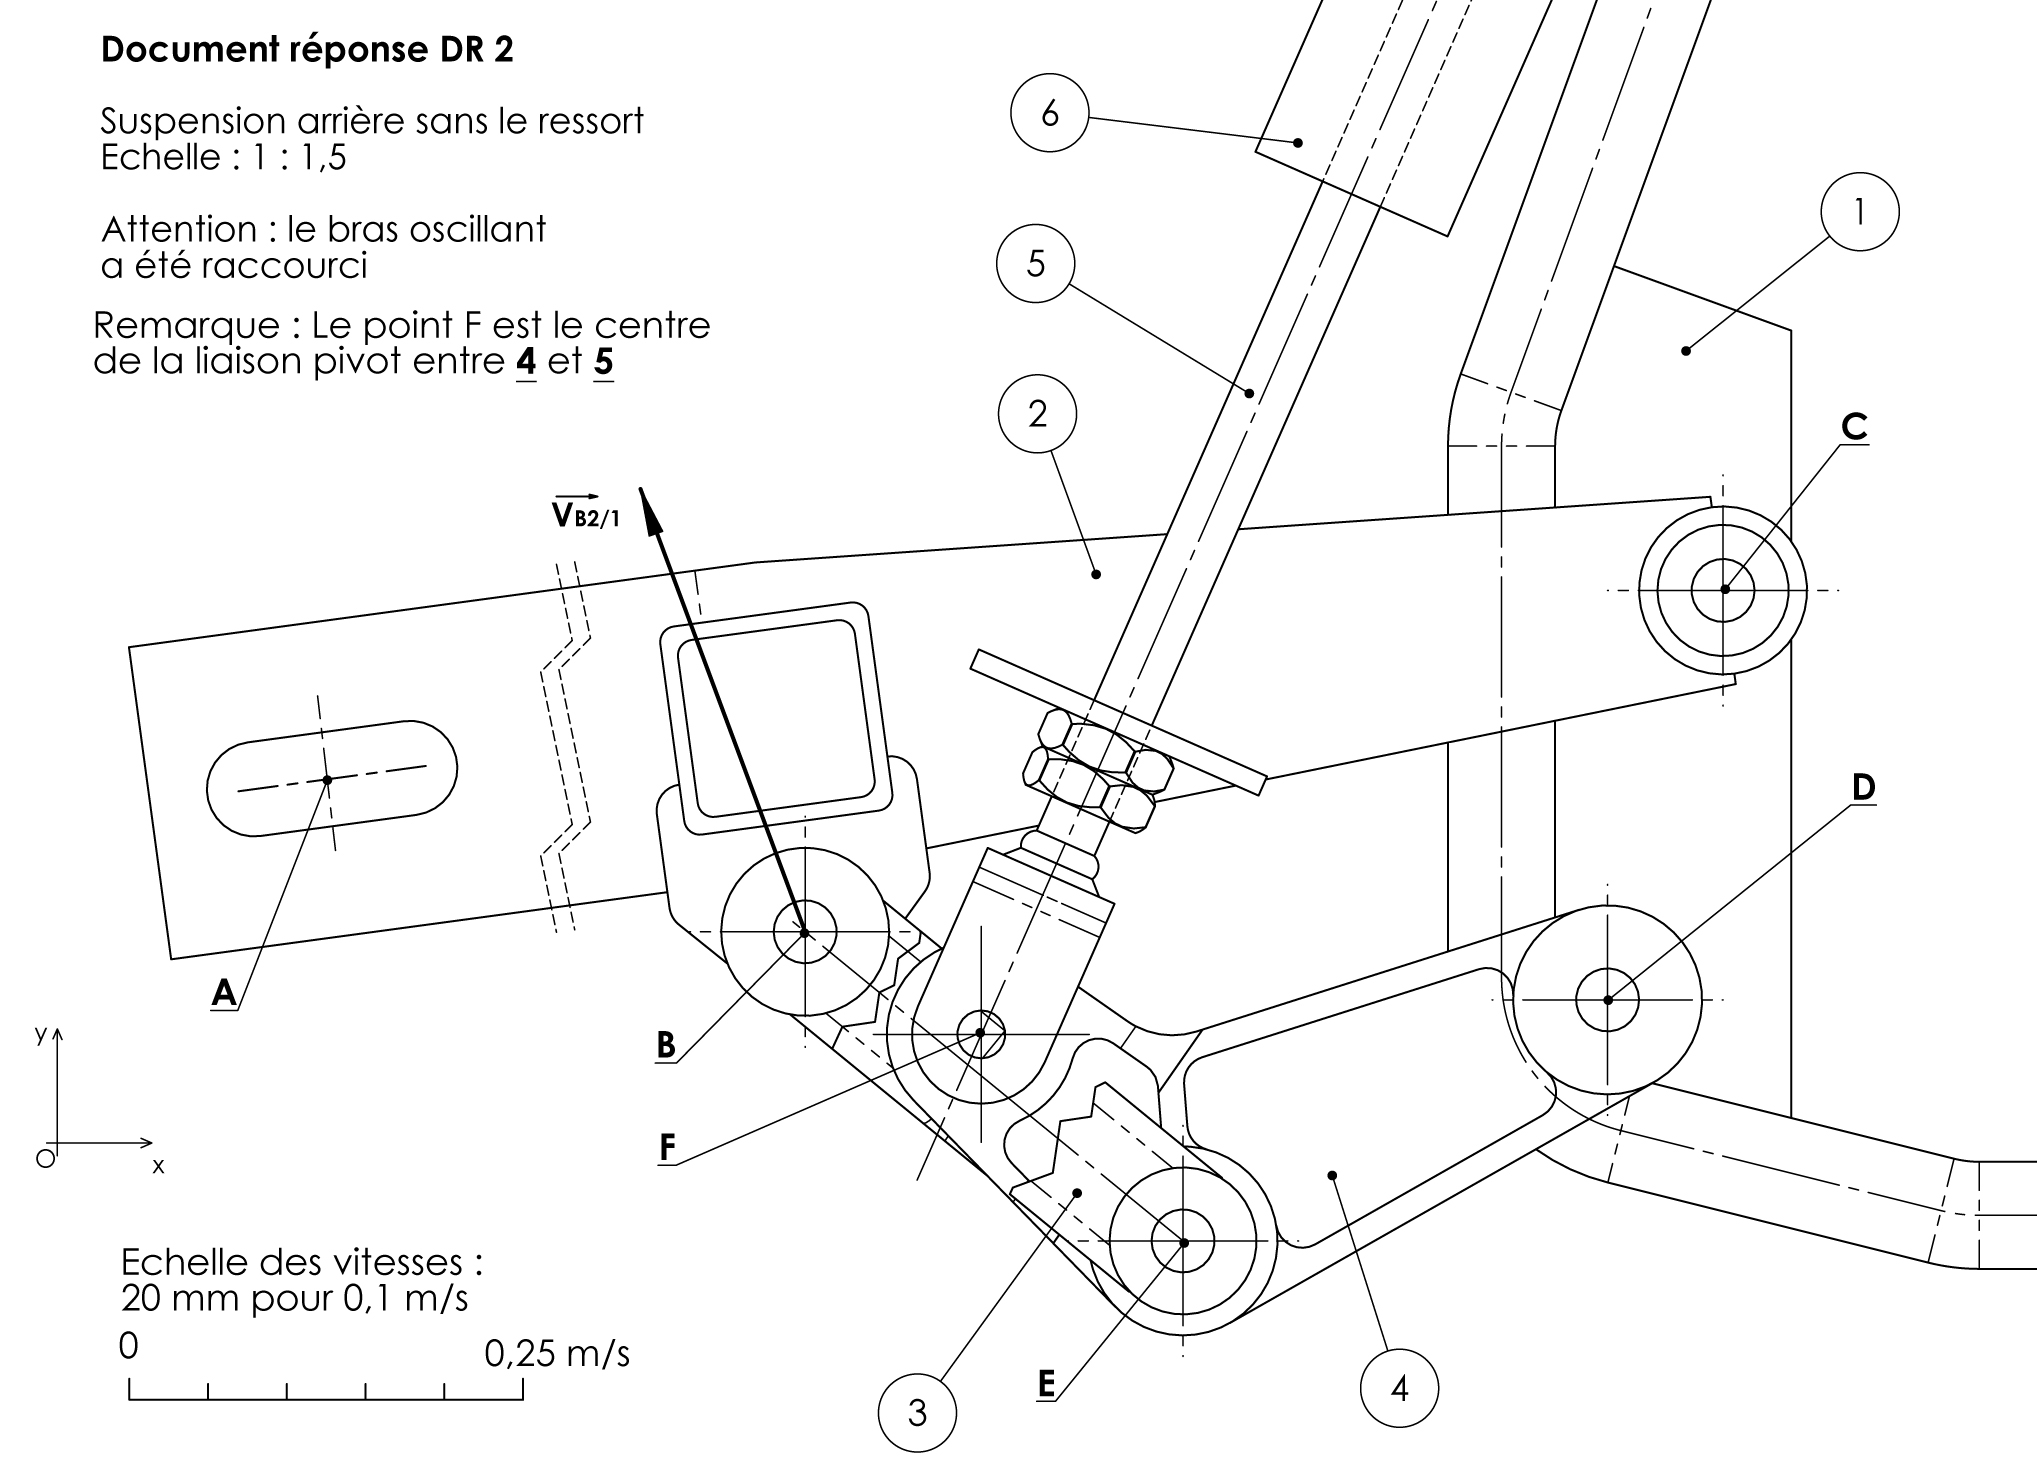 Document réponse DR 2
Suspension arrière sans le ressort
Echelle : 1 : 1,5
Attention : le bras oscillant
a été raccourci
Remarque : Le point F est le centre
de la liaison pivot entre 4 et 5
6
1
5
2
C
VB2/1
D
A
B
y
F
O
x
Echelle des vitesses :
20 mm pour 0,1 m/s
0
0,25 m/s
E
4
3